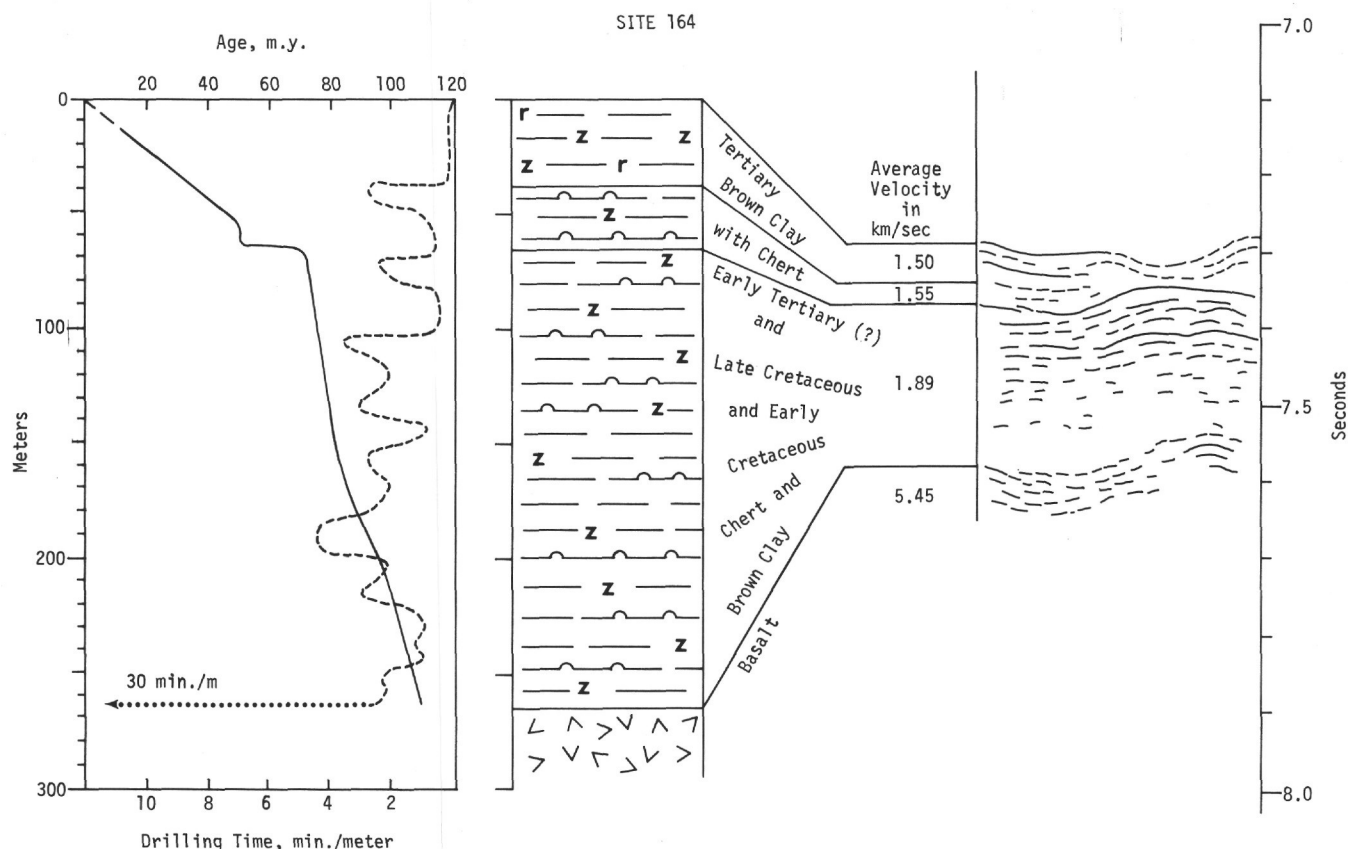 SITE 164
Age, m.y.
20 40 60 80 100 120
0
100
200
300
Meters
30 min./m
10 8 6 4 2
Drilling Time, min./meter
r
z z
z r
z
z
z
z
z
z
z
z
z
z
Tertiary
Brown Clay
with Chert
Early Tertiary (?)
and
Late Cretaceous
and Early
Cretaceous
Chert and
Brown Clay
Basalt
Average
Velocity
in
km/sec
1.50
1.55
1.89
5.45
7.0
7.5
8.0
Seconds